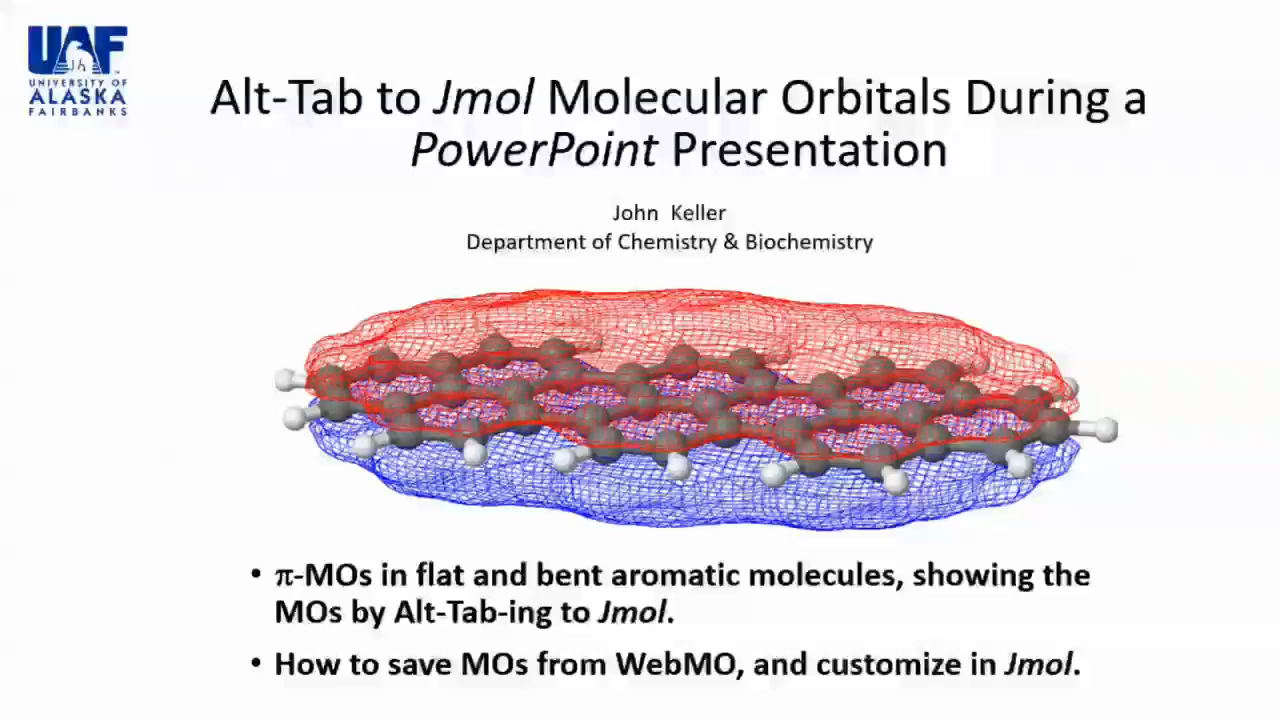 UAF
UNIVERSITY OF
ALASKA
FAIRBANKS
Alt-Tab to Jmol Molecular Orbitals During a
PowerPoint Presentation
John Keller
Department of Chemistry & Biochemistry
• π-MOs in flat and bent aromatic molecules, showing the
MOs by Alt-Tab-ing to Jmol.
• How to save MOs from WebMO, and customize in Jmol.